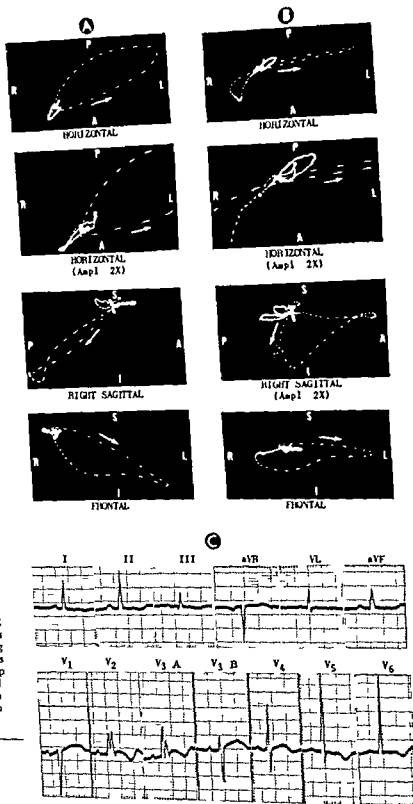 A B
P P
R L R L
A A
HORIZONTAL HORIZONTAL
P P
R L R L
A A
HORIZONTAL HORIZONTAL
(Ampl 2X) (Ampl 2X)
S S
P A P A
I I
RIGHT SAGITTAL RIGHT SAGITTAL
(Ampl 2X)
S S
R L R L
I I
FRONTAL FRONTAL
C
I II III aVR VL aVF
V1 V2 V3 A V3 B V4 V5 V6